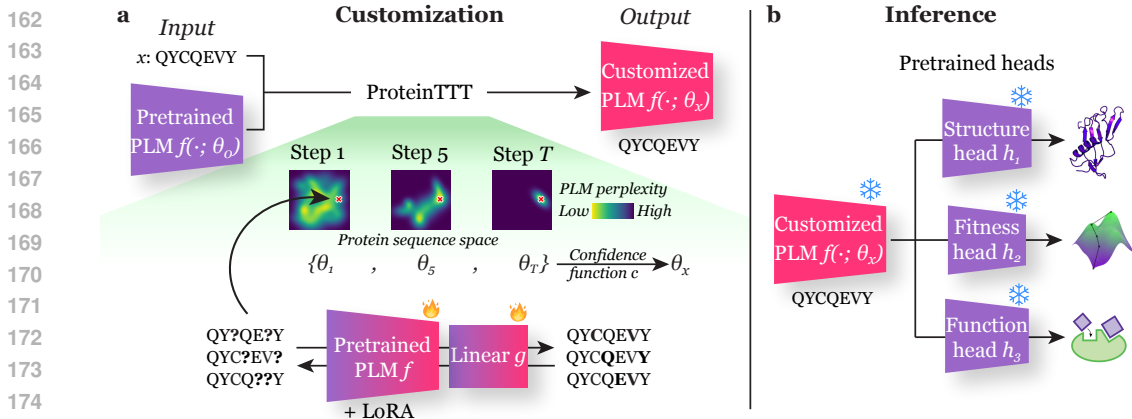 162
163
164
165
166
167
168
169
170
171
172
173
174
a
Customization
Input
Output
x: QYCQEVY
Pretrained
PLM f(·; θ₀)
ProteinTTT
Customized
PLM f(·; θₓ)
QYCQEVY
Step 1
Step 5
Step T
PLM perplexity
Low
High
Protein sequence space
{θ₁ , θ₅ , θ_T}
Confidence
function c
θₓ
QY?QE?Y
QYC?EV?
QYCQ??Y
Pretrained
PLM f
+ LoRA
Linear g
QYCQEVY
QYCQEVY
QYCQEVY
b
Inference
Pretrained heads
Customized
PLM f(·; θₓ)
QYCQEVY
Structure
head h₁
Fitness
head h₂
Function
head h₃